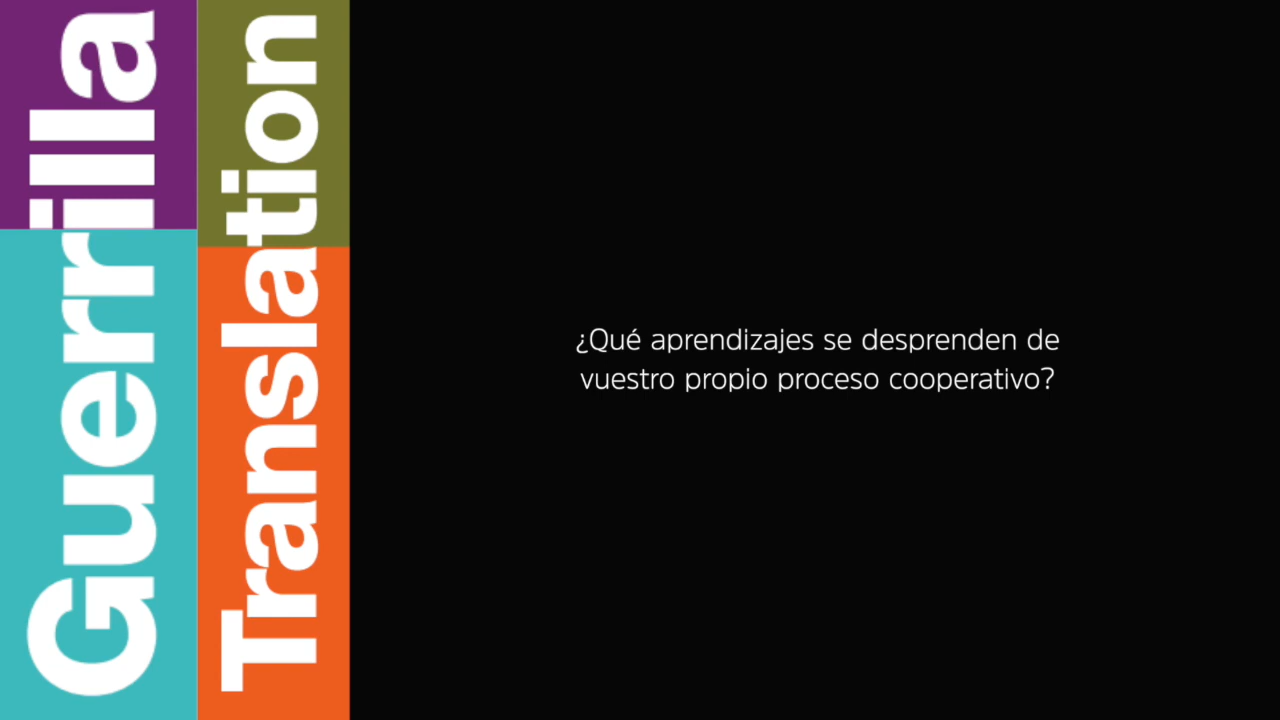 Guerrilla
Translation
¿Qué aprendizajes se desprenden de
vuestro propio proceso cooperativo?